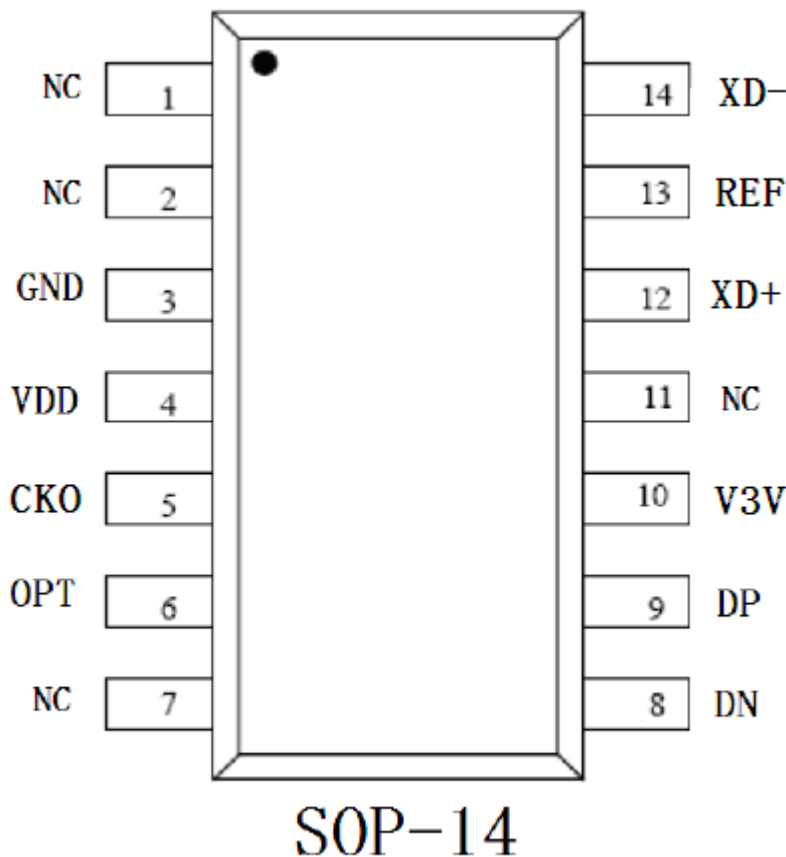 NC 1 14 XD-
NC 2 13 REF
GND 3 12 XD+
VDD 4 11 NC
CKO 5 10 V3V
OPT 6 9 DP
NC 7 8 DN
SOP-14